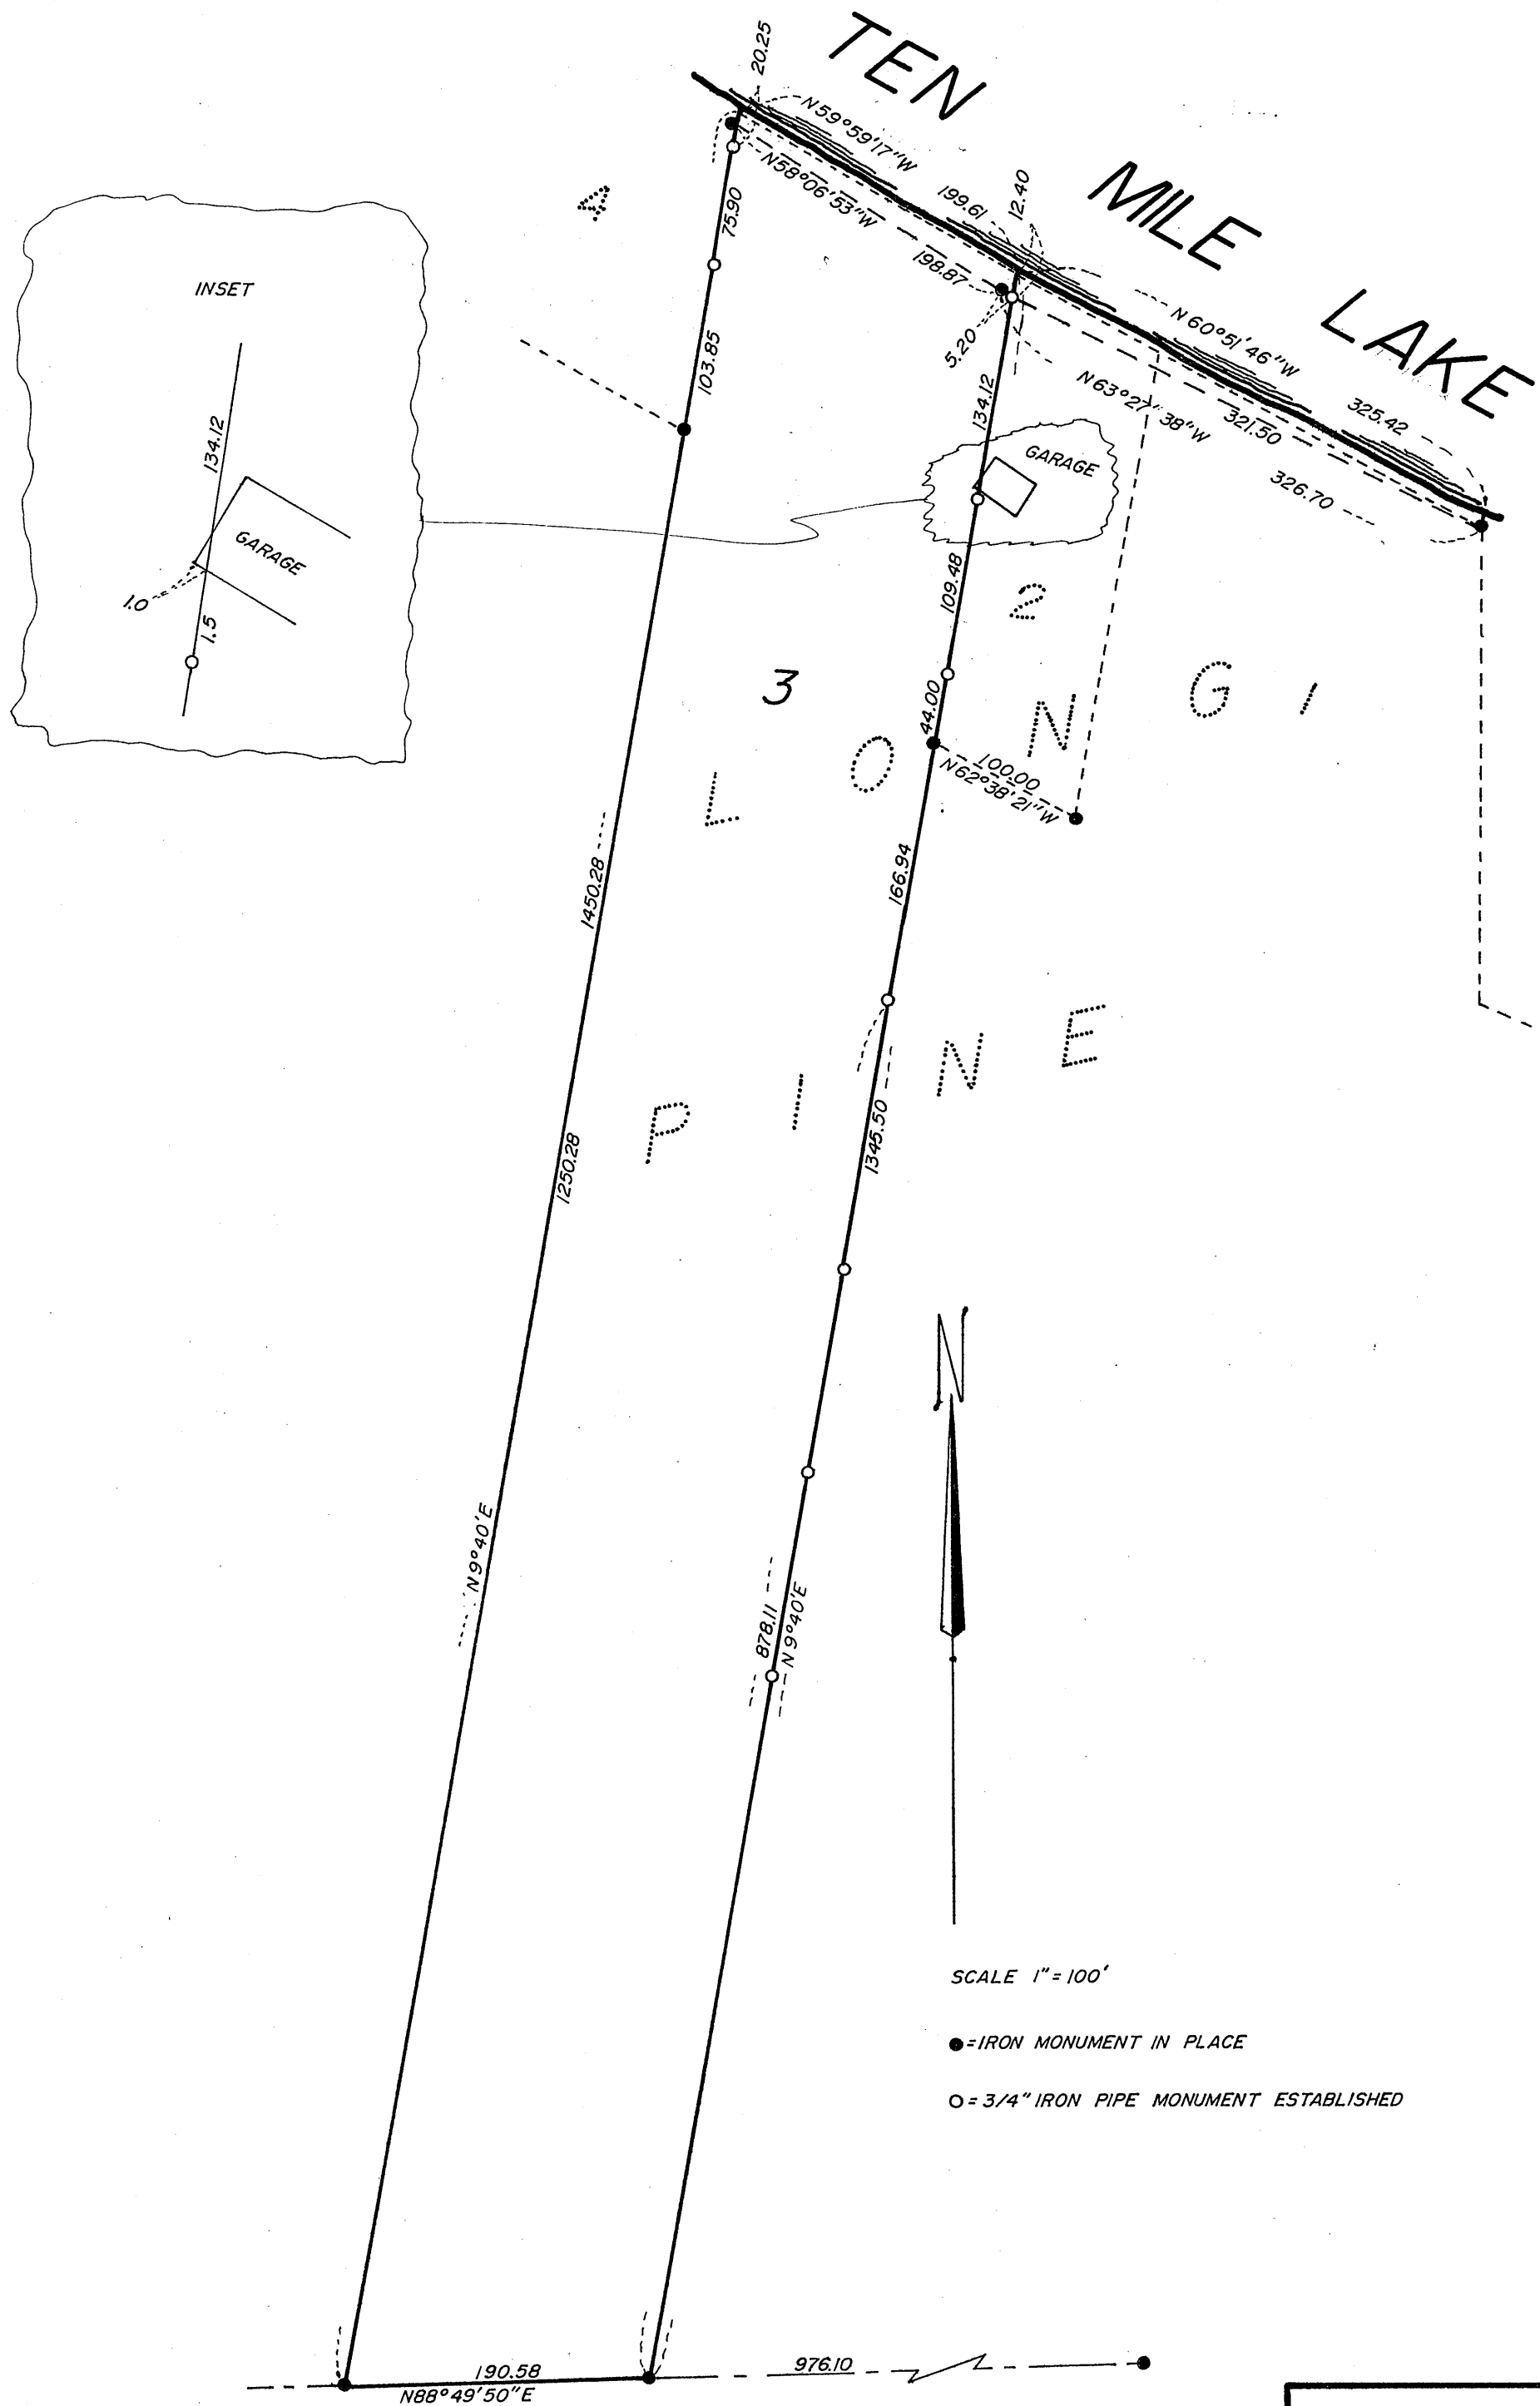 TEN MILE LAKE
20.25
N59°59'17"W
N58°06'53"W
199.61
12.40
198.87
75.90
4
INSET
134.12
GARAGE
1.0
1.5
103.85
5.20
134.12
N60°51'46"W
N63°27'38"W
321.50
325.42
326.70
GARAGE
109.48
2
3
1
44.00
LONG
100.00
N62°38'21"W
166.94
1450.28
PINE
1345.50
1250.28
N
N9°40'E
878.11
N9°40'E
SCALE 1"=100'
=IRON MONUMENT IN PLACE
=3/4" IRON PIPE MONUMENT ESTABLISHED
190.58
976.10
N88°49'50"E